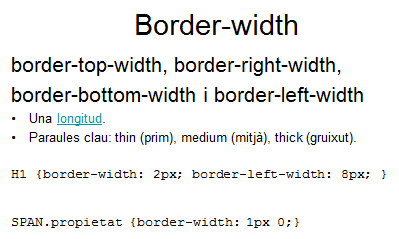 Border-width
border-top-width, border-right-width,
border-bottom-width i border-left-width
• Una longitud.
• Paraules clau: thin (prim), medium (mitjà), thick (gruixut).
H1 {border-width: 2px; border-left-width: 8px; }
SPAN.propietat {border-width: 1px 0;}